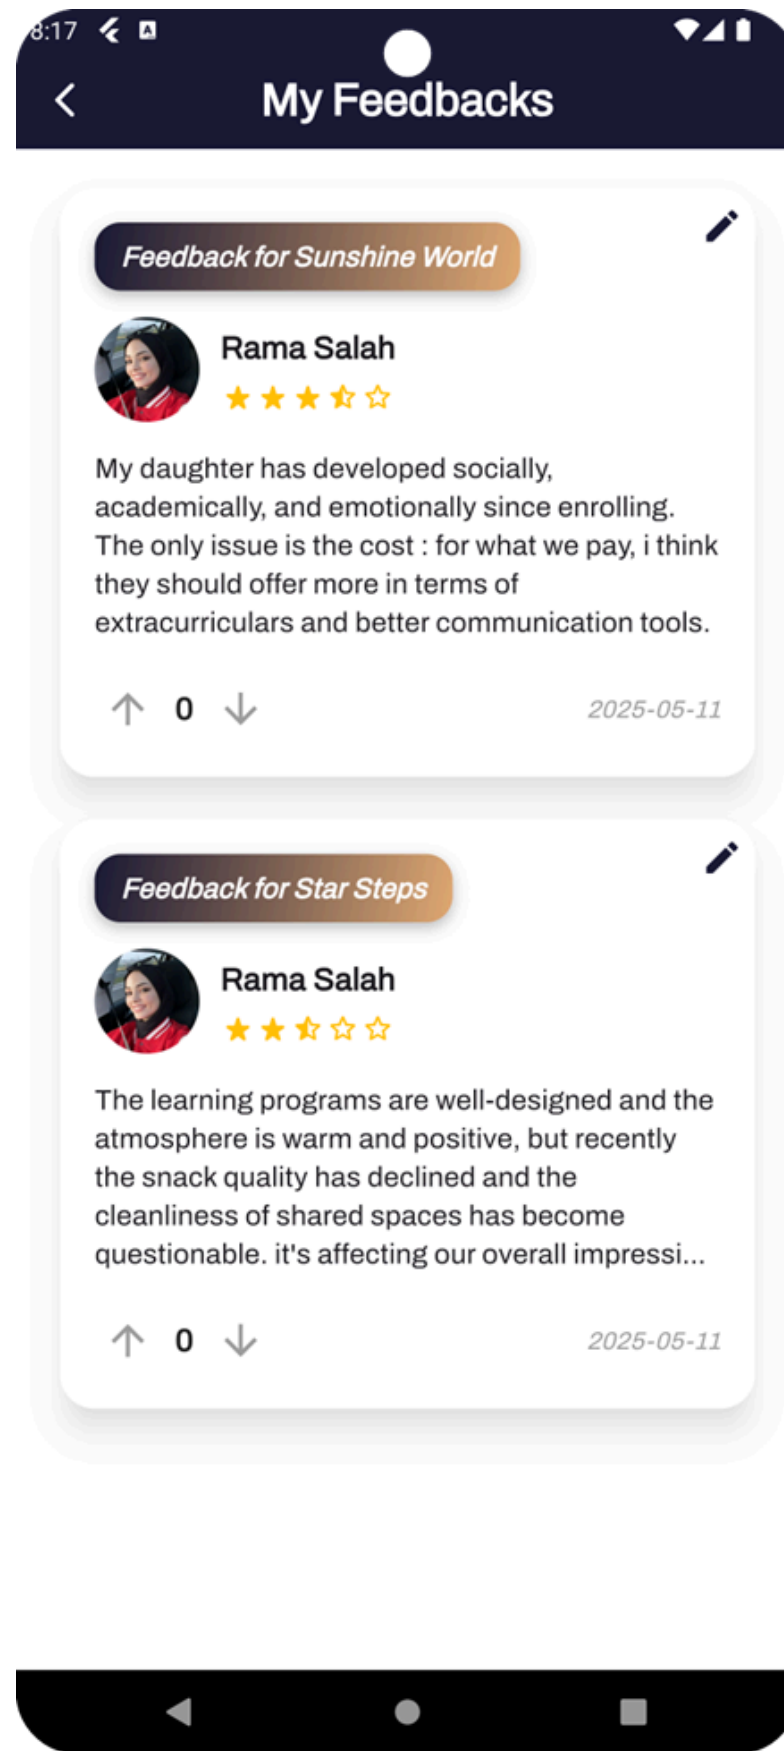 8:17
My Feedbacks
Feedback for Sunshine World
Rama Salah
My daughter has developed socially,
academically, and emotionally since enrolling.
The only issue is the cost : for what we pay, i think
they should offer more in terms of
extracurriculars and better communication tools.
0
2025-05-11
Feedback for Star Steps
Rama Salah
The learning programs are well-designed and the
atmosphere is warm and positive, but recently
the snack quality has declined and the
cleanliness of shared spaces has become
questionable. it's affecting our overall impressi...
0
2025-05-11